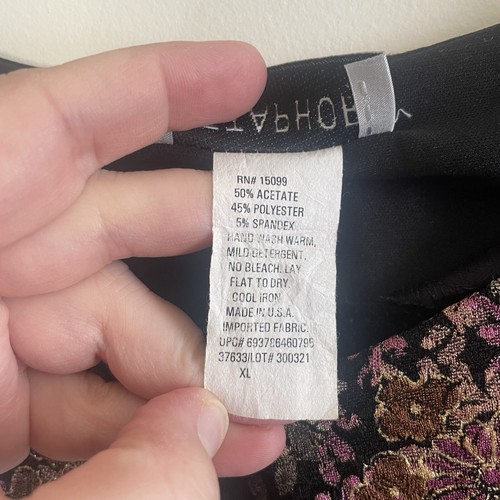 RN# 15099
50% ACETATE
45% POLYESTER
5% SPANDEX
HAND WASH WARM,
MILD DETERGENT.
NO BLEACH. LAY
FLAT TO DRY.
COOL IRON
MADE IN U.S.A.
IMPORTED FABRIC.
UPC# 693786460795
37633/LOT# 300321
XL